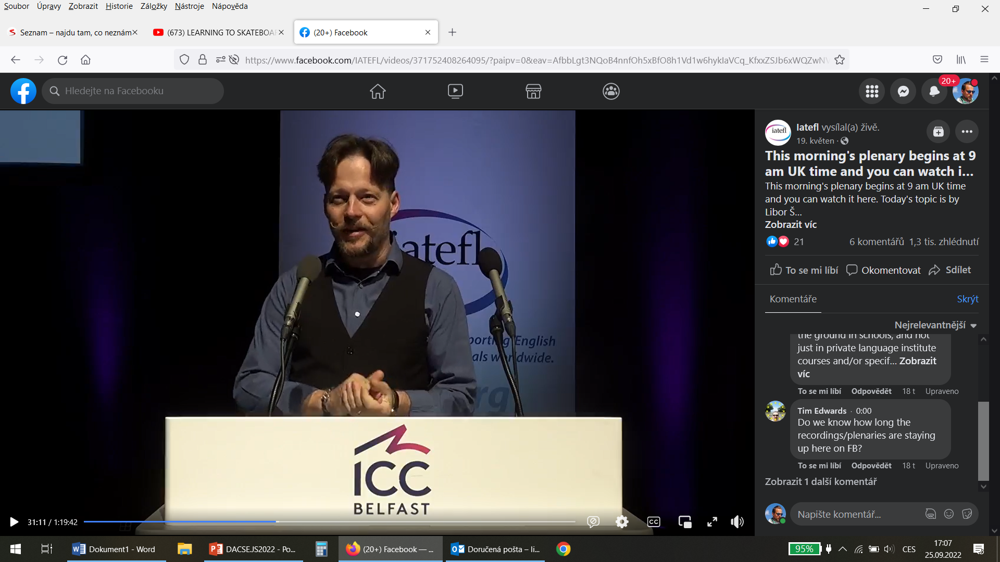 Soubor Úpravy Zobrazit Historie Záložky Nástroje Nápověda
Seznam – najdu tam, co neznám
(673) LEARNING TO SKATEBOA
(20+) Facebook
https://www.facebook.com/IATEFL/videos/371752408264095/?paipv=0&eav=AfbbLgt3NQoB4nnfOh5xBfO8h1Vd1w6hykIaVCq_KfxxZSJb6xWQZwNV
Hledejte na Facebooku
20+
iatefl
Iatefl vysílal(a) živě.
19. květen ·
This morning's plenary begins at 9
am UK time and you can watch i...
This morning's plenary begins at 9 am UK time
and you can watch it here. Today's topic is by
Libor Š...
Zobrazit víc
21
6 komentářů 1,3 tis. zhlédnutí
To se mi líbí
Okomentovat
Sdílet
Komentáře
Skrýt
Nejrelevantnější
the ground in schools, and not
just in private language institute
courses and/or specif... Zobrazit
víc
To se mi líbí Odpovědět 18 t Upraveno
Tim Edwards · 0:00
Do we know how long the
recordings/plenaries are staying
up here on FB?
To se mi líbí Odpovědět 18 t Upraveno
Zobrazit 1 další komentář
Napište komentář...
iatefl
porting English
als worldwide.
rg
ICC
BELFAST
31:11 / 1:19:42
CC
Dokument1 - Word
DACSEJS2022 - Po...
(20+) Facebook — ...
Doručená pošta – li...
95%
CES
17:07
25.09.2022